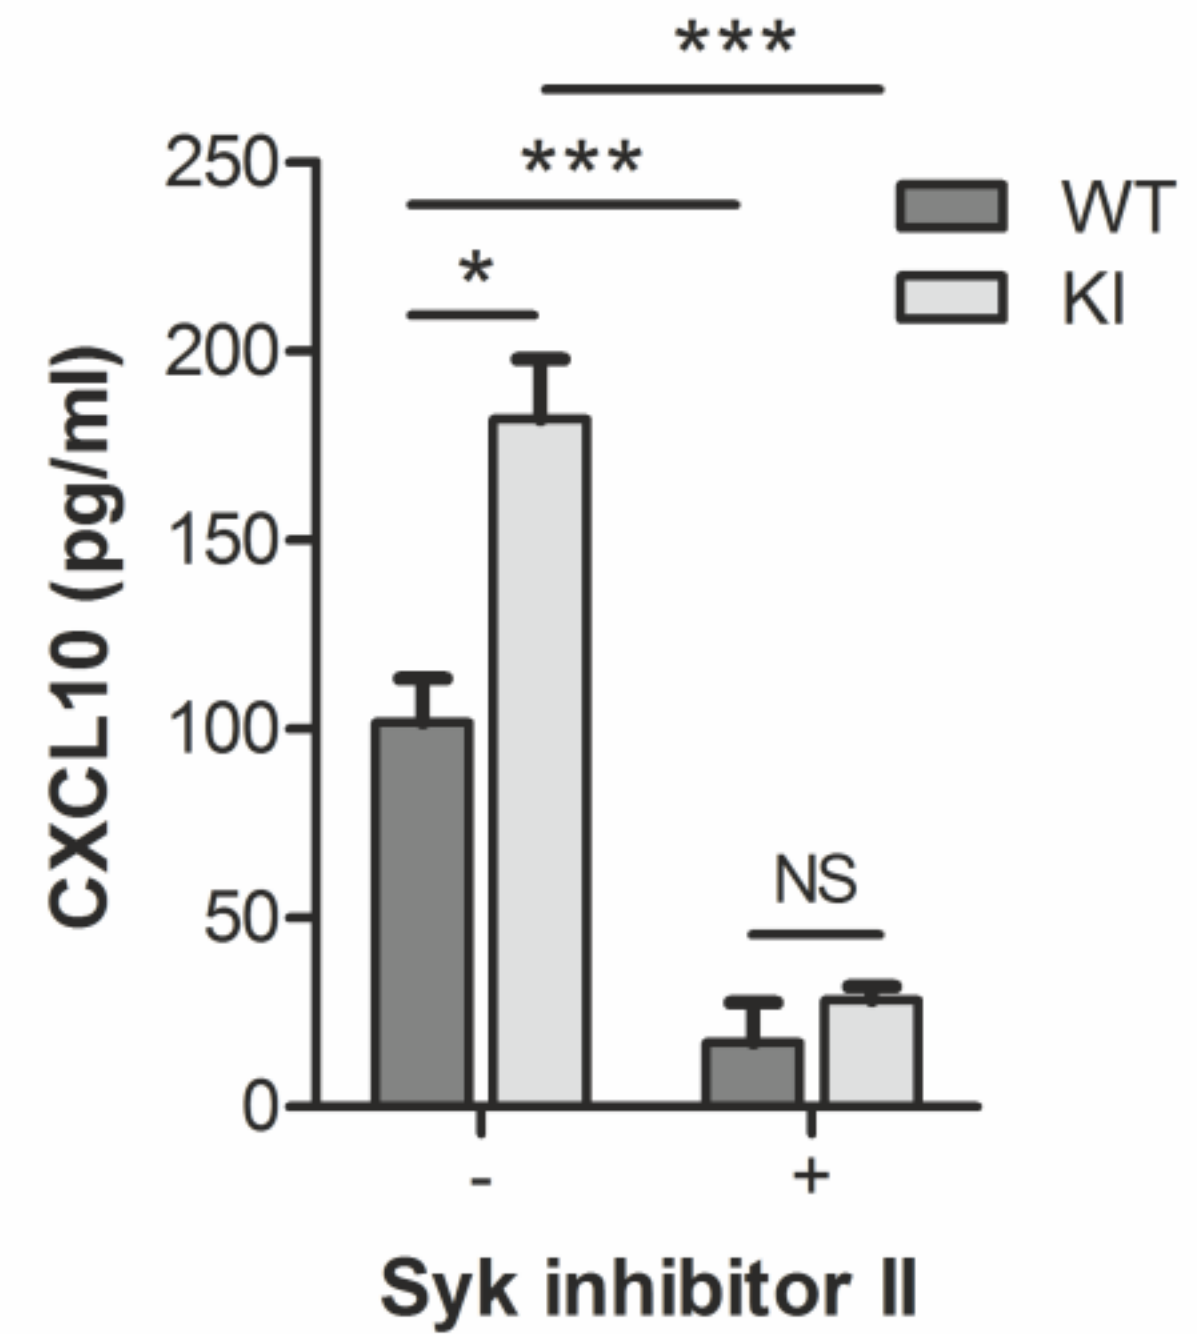 ***
***
*
250
200
150
100
50
0
CXCL10 (pg/ml)
WT
KI
NS
- +
Syk inhibitor II